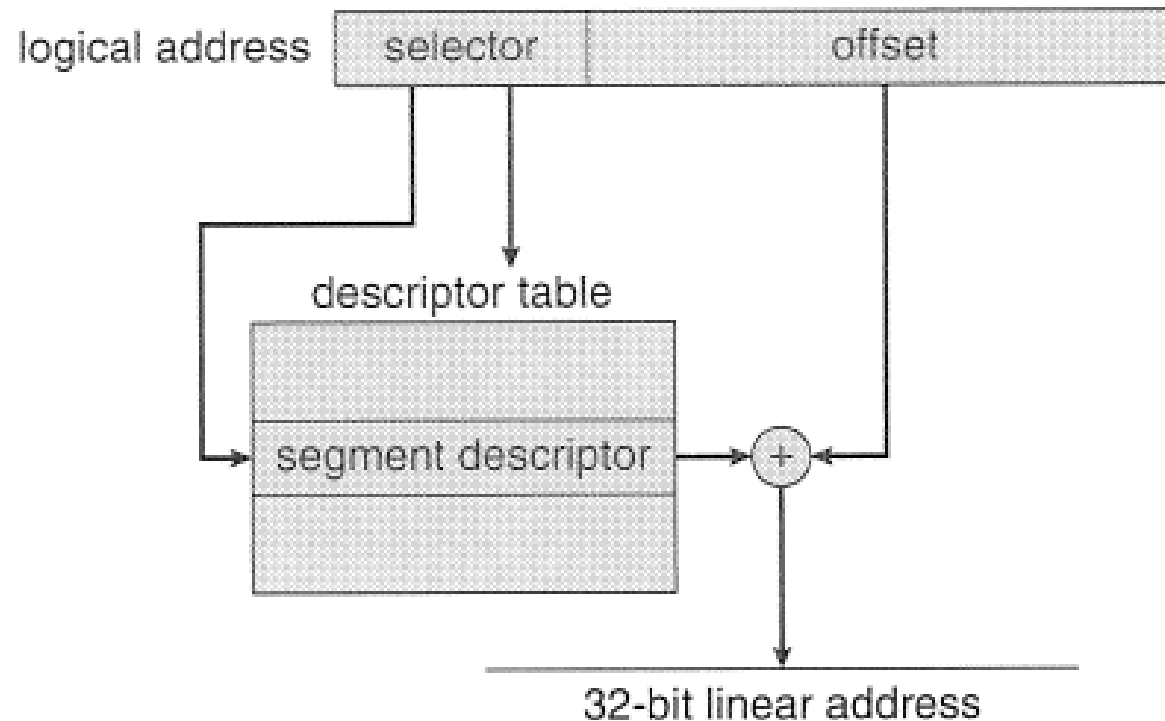 logical address
selector
offset
descriptor table
segment descriptor
+
32-bit linear address